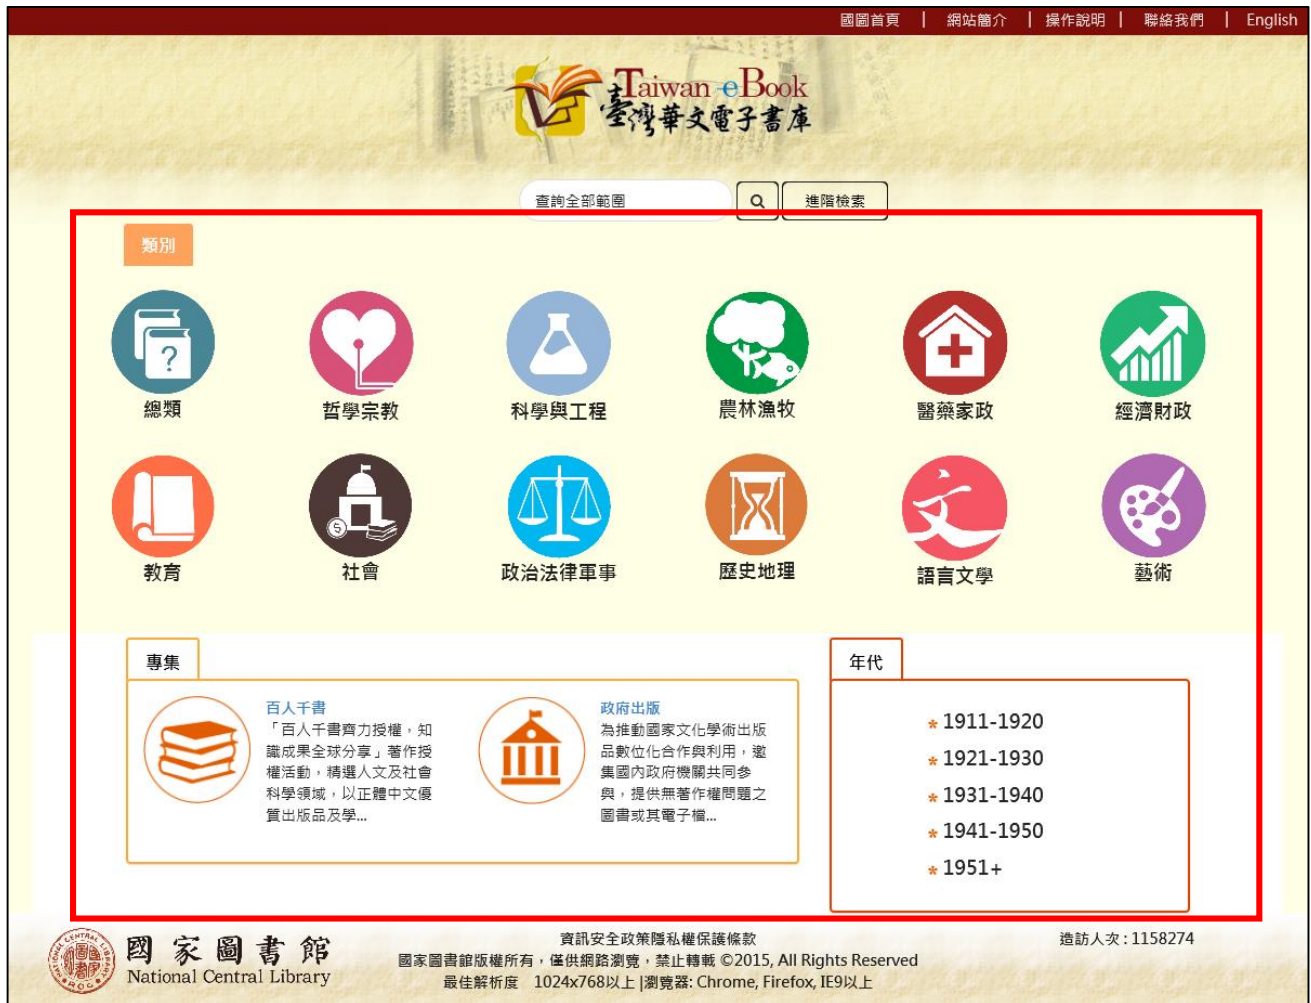 國圖首頁 | 網站簡介 | 操作說明 | 聯絡我們 | English
Taiwan eBook
臺灣華文電子書庫
查詢全部範圍
進階檢索
類別
?
總類 哲學宗教 科學與工程 農林漁牧 醫藥家政 經濟財政
$
文
教育 社會 政治法律軍事 歷史地理 語言文學 藝術
專集
百人千書
「百人千書齊力授權，知
識成果全球分享」著作授
權活動，精選人文及社會
科學領域，以正體中文優
質出版品及學...
政府出版
為推動國家文化學術出版
品數位化合作與利用，邀
集國內政府機關共同參
與，提供無著作權問題之
圖書或其電子檔...
年代
* 1911-1920
* 1921-1930
* 1931-1940
* 1941-1950
* 1951+
國家圖書館
National Central Library
資訊安全政策隱私權保護條款
國家圖書館版權所有，僅供網路瀏覽，禁止轉載 ©2015, All Rights Reserved
最佳解析度 1024x768以上 |瀏覽器: Chrome, Firefox, IE9以上
造訪人次 : 1158274